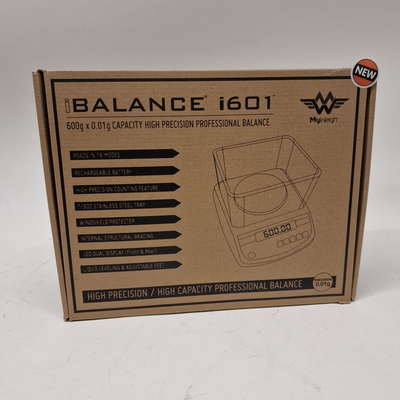 NEW
iBALANCE® i601™
MyWeigh
600g x 0.01g CAPACITY HIGH PRECISION PROFESSIONAL BALANCE
READS IN 16 MODES
RECHARGEABLE BATTERY
HIGH PRECISION COUNTING FEATURE
T-302 STAINLESS STEEL TRAY
WINDSHIELD PROTECTER
INTERNAL STRUCTURAL BRACING
LED DUAL DISPLAY (Front & Rear)
LIQUID LEVELING & ADJUSTABLE FEET
600.00
HIGH PRECISION / HIGH CAPACITY PROFESSIONAL BALANCE
0.01g